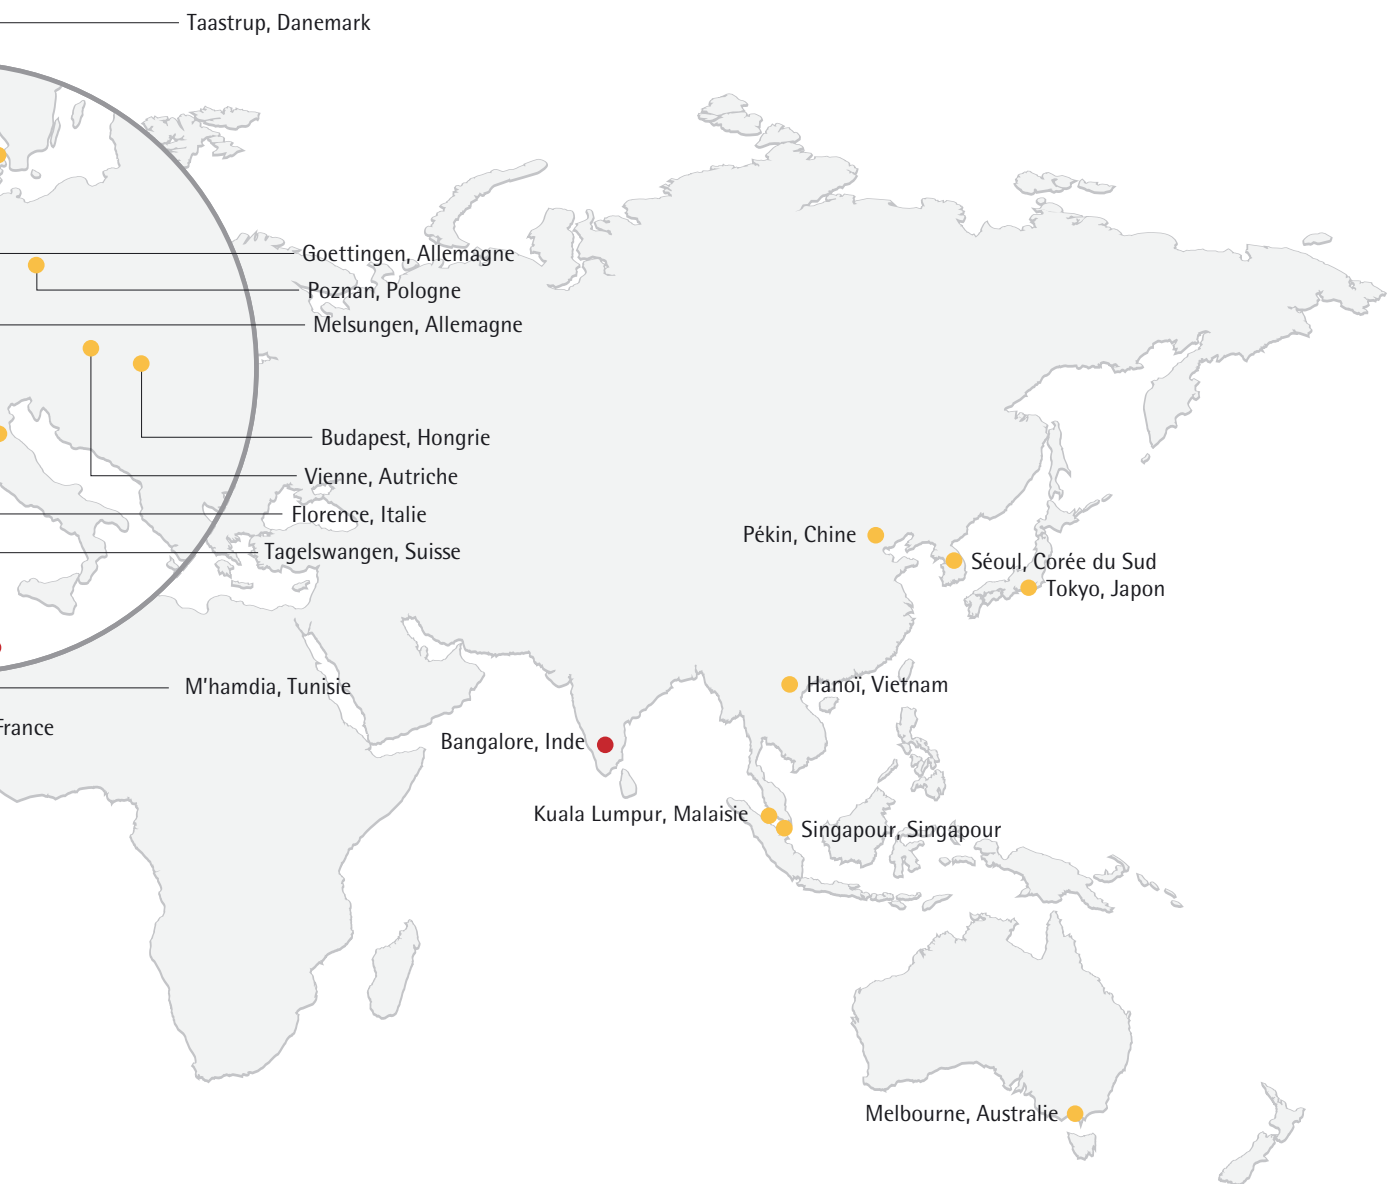 Taastrup, Danemark
Goettingen, Allemagne
Poznan, Pologne
Melsungen, Allemagne
Budapest, Hongrie
Vienne, Autriche
Florence, Italie
Tagelswangen, Suisse
Pékin, Chine
Séoul, Corée du Sud
Tokyo, Japon
M'hamdia, Tunisie
Hanoï, Vietnam
France
Bangalore, Inde
Kuala Lumpur, Malaisie
Singapour, Singapour
Melbourne, Australie